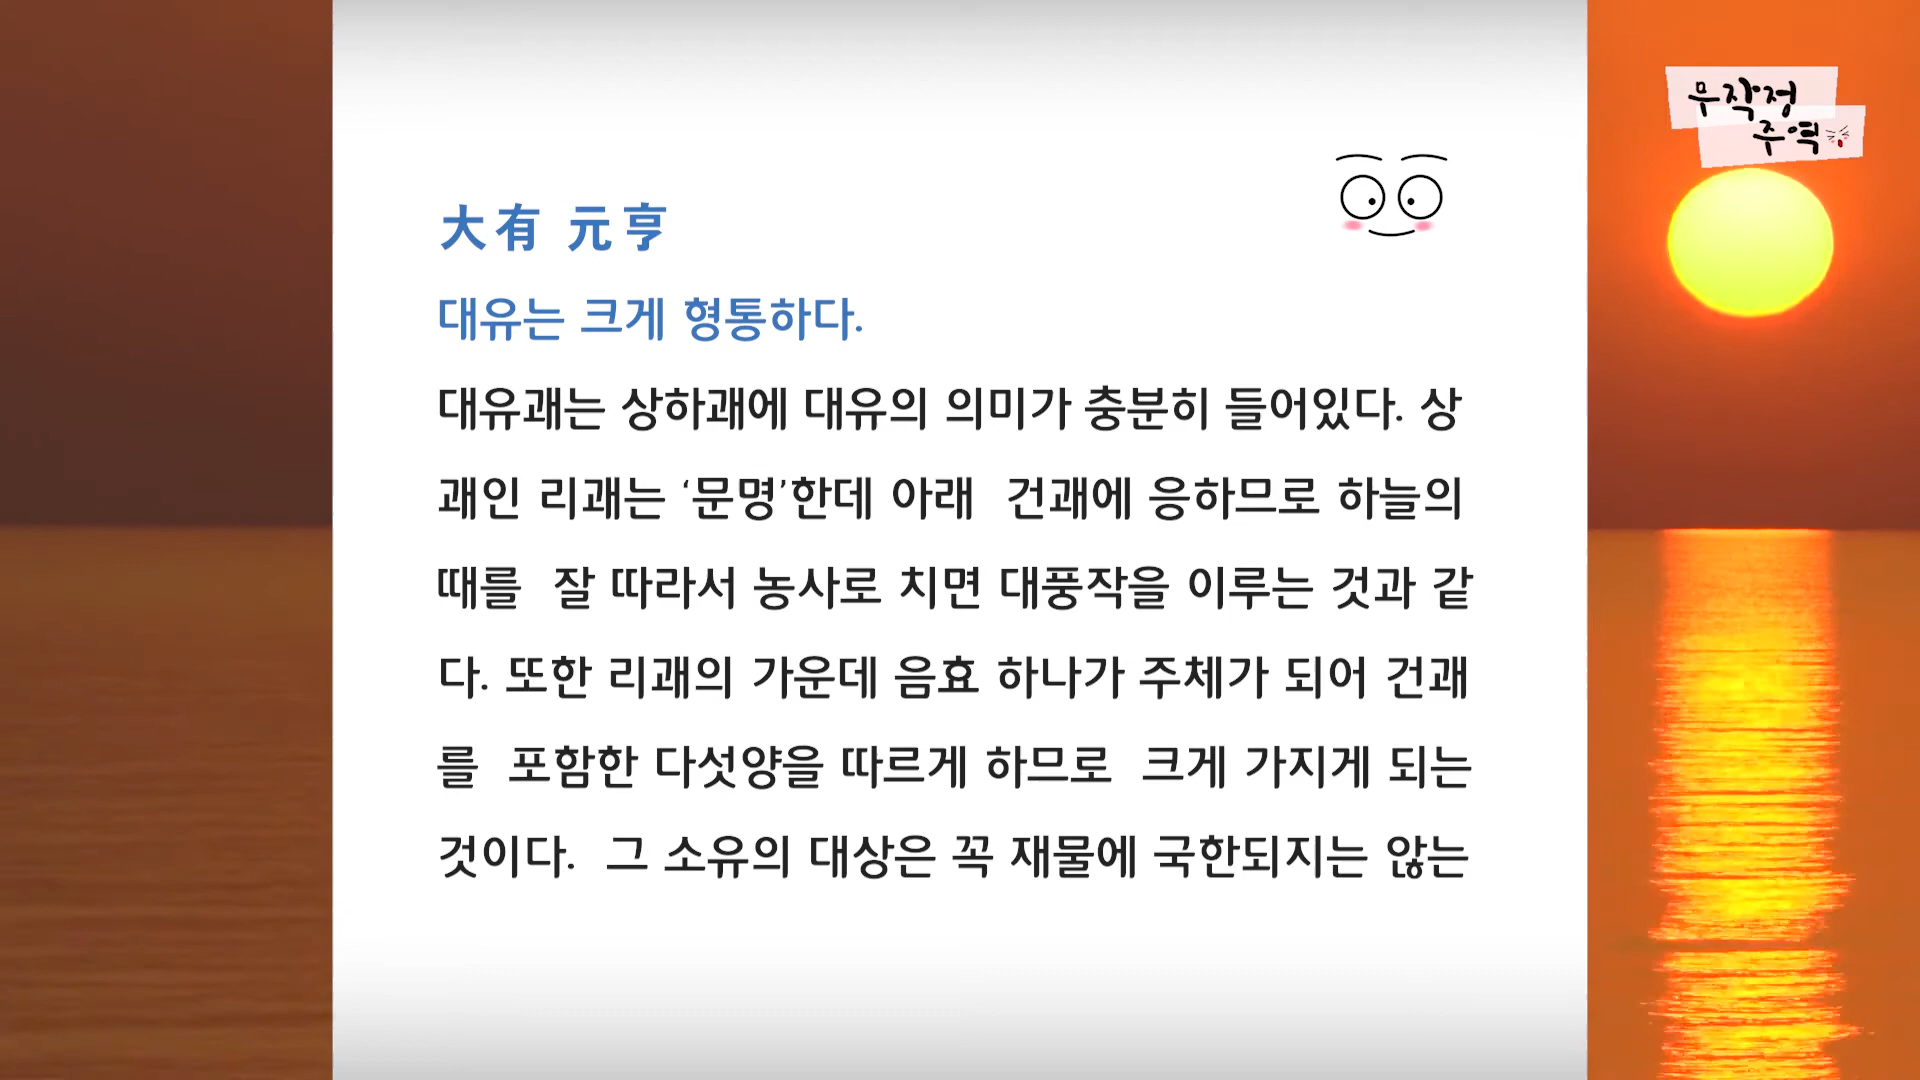 무작정
주역
大有 元亨
대유는 크게 형통하다.
대유괘는 상하괘에 대유의 의미가 충분히 들어있다. 상
괘인 리괘는 ‘문명’한데 아래 건괘에 응하므로 하늘의
때를 잘 따라서 농사로 치면 대풍작을 이루는 것과 같
다. 또한 리괘의 가운데 음효 하나가 주체가 되어 건괘
를 포함한 다섯양을 따르게 하므로 크게 가지게 되는
것이다. 그 소유의 대상은 꼭 재물에 국한되지는 않는